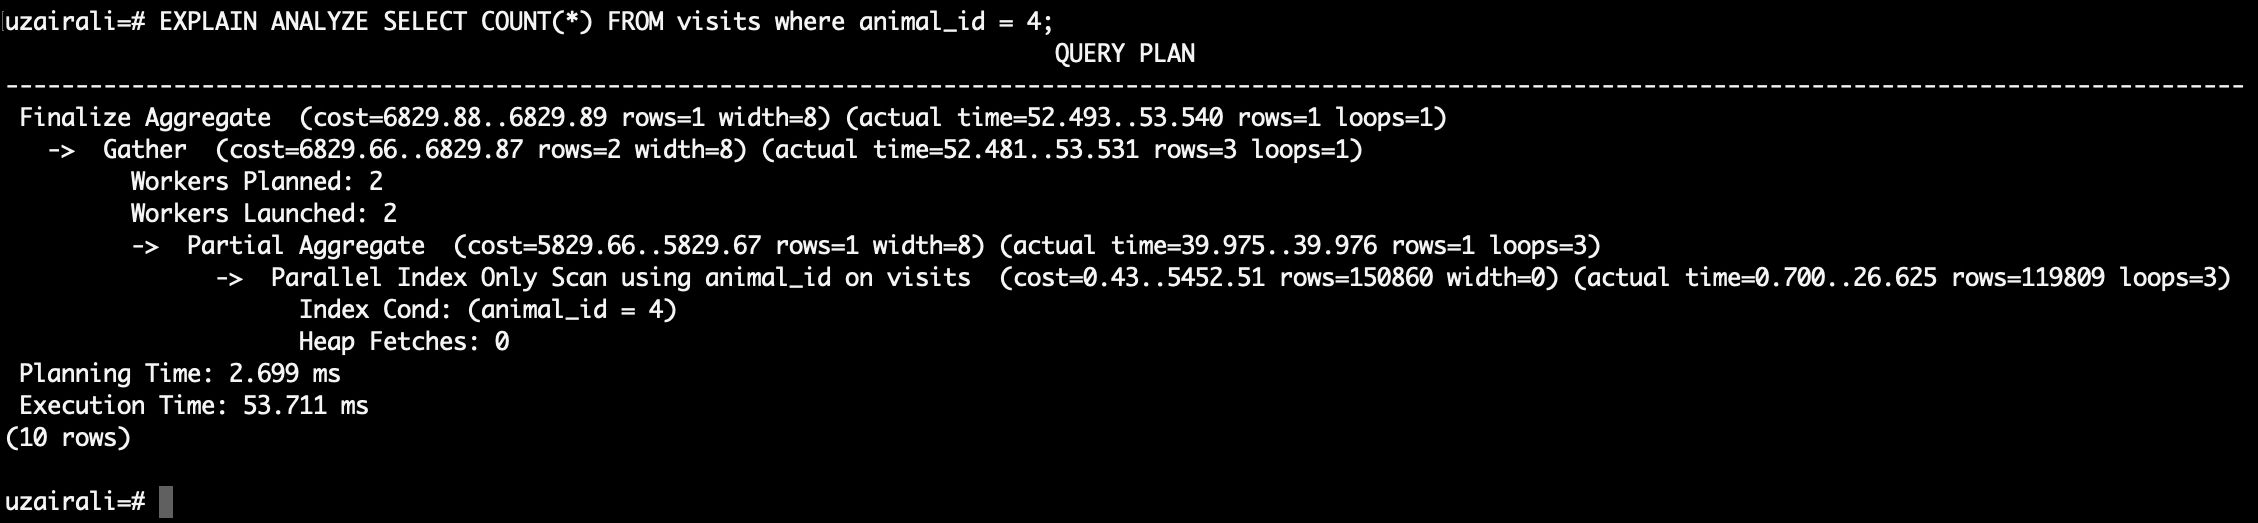 uzairali=# EXPLAIN ANALYZE SELECT COUNT(*) FROM visits where animal_id = 4;
QUERY PLAN
----------------------------------------------------------------------------------------------------------------------------------------------------------------
Finalize Aggregate  (cost=6829.88..6829.89 rows=1 width=8) (actual time=52.493..53.540 rows=1 loops=1)
->  Gather  (cost=6829.66..6829.87 rows=2 width=8) (actual time=52.481..53.531 rows=3 loops=1)
Workers Planned: 2
Workers Launched: 2
->  Partial Aggregate  (cost=5829.66..5829.67 rows=1 width=8) (actual time=39.975..39.976 rows=1 loops=3)
->  Parallel Index Only Scan using animal_id on visits  (cost=0.43..5452.51 rows=150860 width=0) (actual time=0.700..26.625 rows=119809 loops=3)
Index Cond: (animal_id = 4)
Heap Fetches: 0
Planning Time: 2.699 ms
Execution Time: 53.711 ms
(10 rows)
uzairali=#